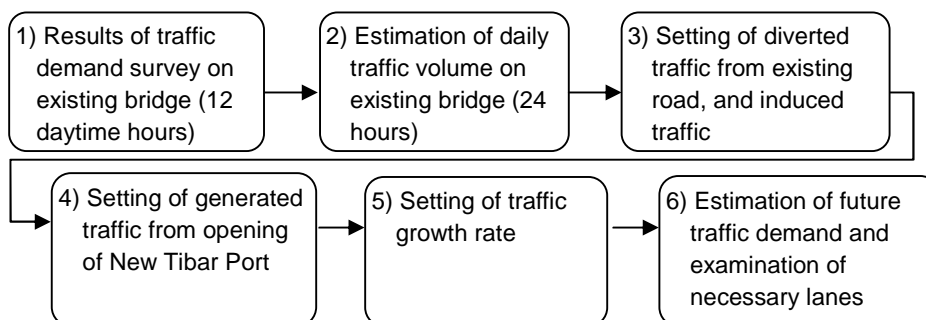 1) Results of traffic
demand survey on
existing bridge (12
daytime hours)
2) Estimation of daily
traffic volume on
existing bridge (24
hours)
3) Setting of diverted
traffic from existing
road, and induced
traffic
4) Setting of generated
traffic from opening
of New Tibar Port
5) Setting of traffic
growth rate
6) Estimation of future
traffic demand and
examination of
necessary lanes